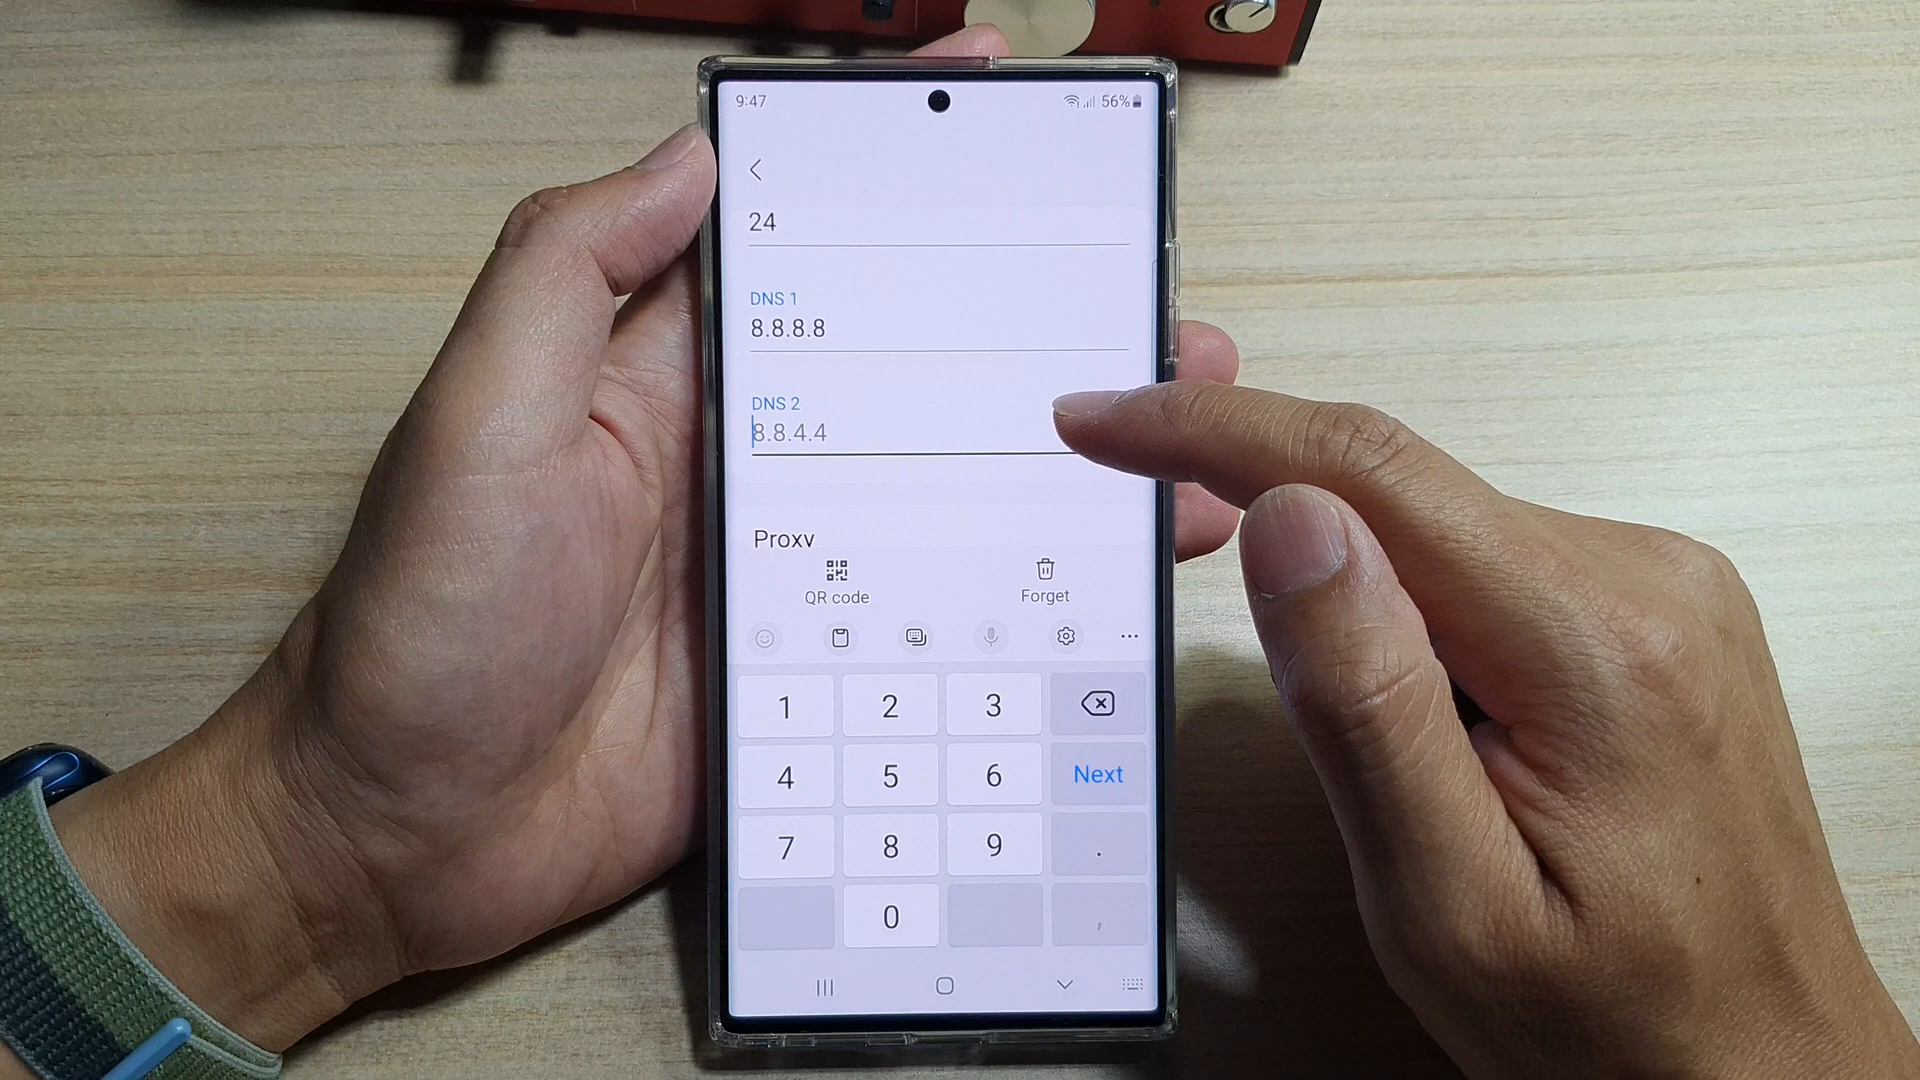 9:47
56%
24
DNS 1
8.8.8.8
DNS 2
8.8.4.4
Proxy
QR code
Forget
1 2 3
4 5 6 Next
7 8 9 .
0 ,